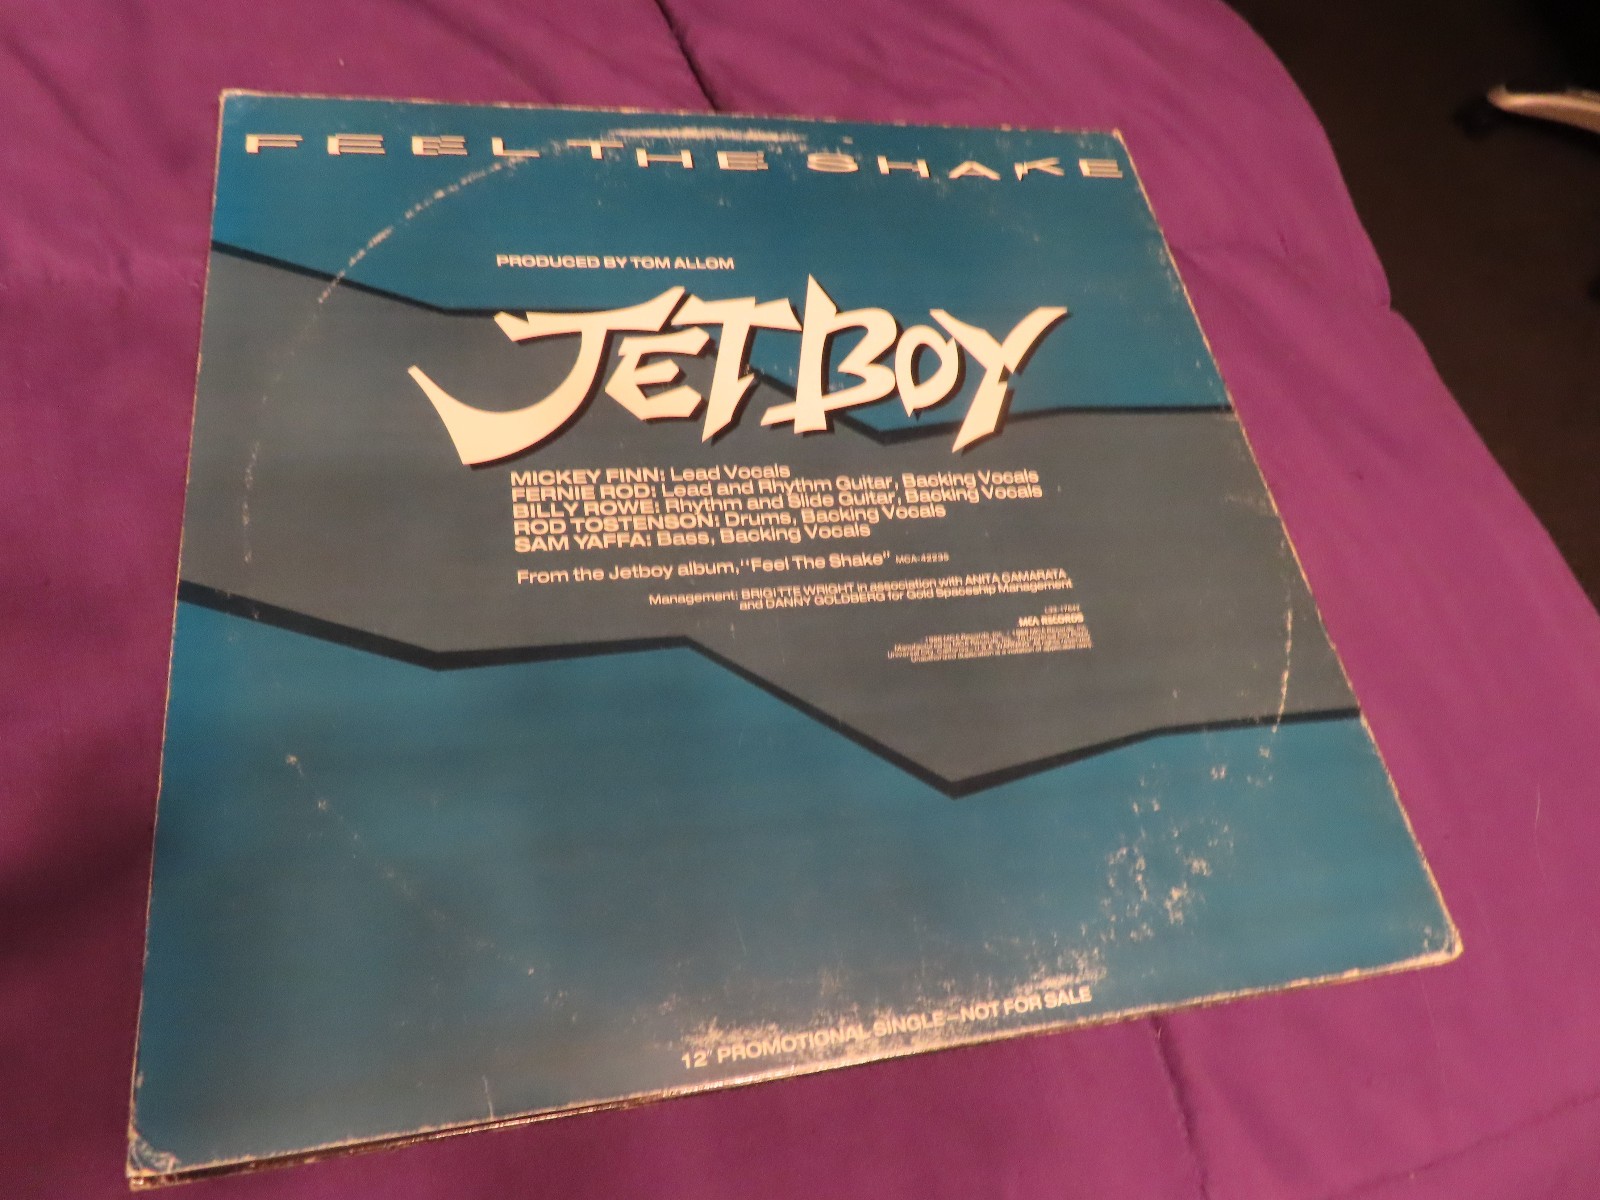 FEEL THE SHAKE
PRODUCED BY TOM ALLOM
JETBOY
MICKEY FINN: Lead Vocals
FERNIE ROD: Lead and Rhythm Guitar, Backing Vocals
BILLY ROWE: Rhythm and Slide Guitar, Backing Vocals
ROD TOSTENSON: Drums, Backing Vocals
SAM YAFFA: Bass, Backing Vocals
From the Jetboy album, "Feel The Shake" MCA-42235
Management: BRIGITTE WRIGHT in association with ANITA CAMARATA
and DANNY GOLDBERG for Gold Spaceship Management
MCA RECORDS
12" PROMOTIONAL SINGLE—NOT FOR SALE